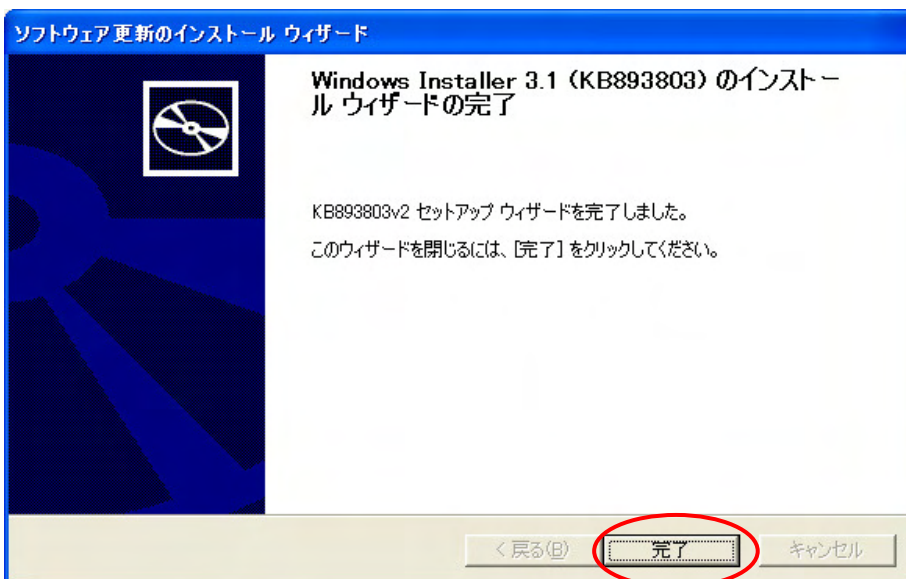 ソフトウェア更新のインストール ウィザード
Windows Installer 3.1 (KB893803) のインストー
ル ウィザードの完了
KB893803v2 セットアップ ウィザードを完了しました。
このウィザードを閉じるには、[完了] をクリックしてください。
< 戻る(B) 完了 キャンセル